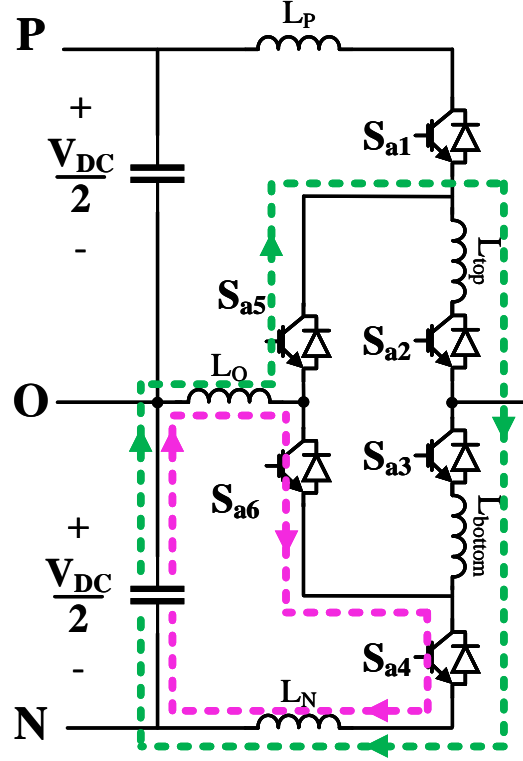 P
L_P
+
V_DC
2
-
S_a1
L_top
S_a5
S_a2
O
L_O
S_a3
S_a6
L_bottom
+
V_DC
2
-
S_a4
N
L_N